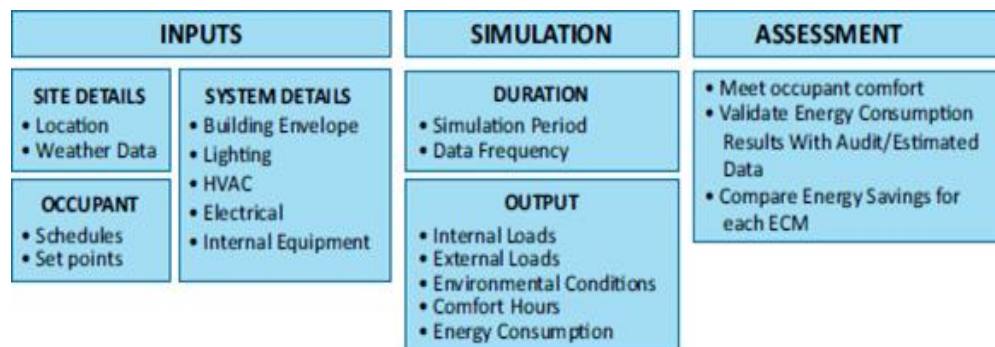 INPUTS
SITE DETAILS
• Location
• Weather Data
OCCUPANT
• Schedules
• Set points
SYSTEM DETAILS
• Building Envelope
• Lighting
• HVAC
• Electrical
• Internal Equipment
SIMULATION
DURATION
• Simulation Period
• Data Frequency
OUTPUT
• Internal Loads
• External Loads
• Environmental Conditions
• Comfort Hours
• Energy Consumption
ASSESSMENT
• Meet occupant comfort
• Validate Energy Consumption
Results With Audit/Estimated
Data
• Compare Energy Savings for
each ECM